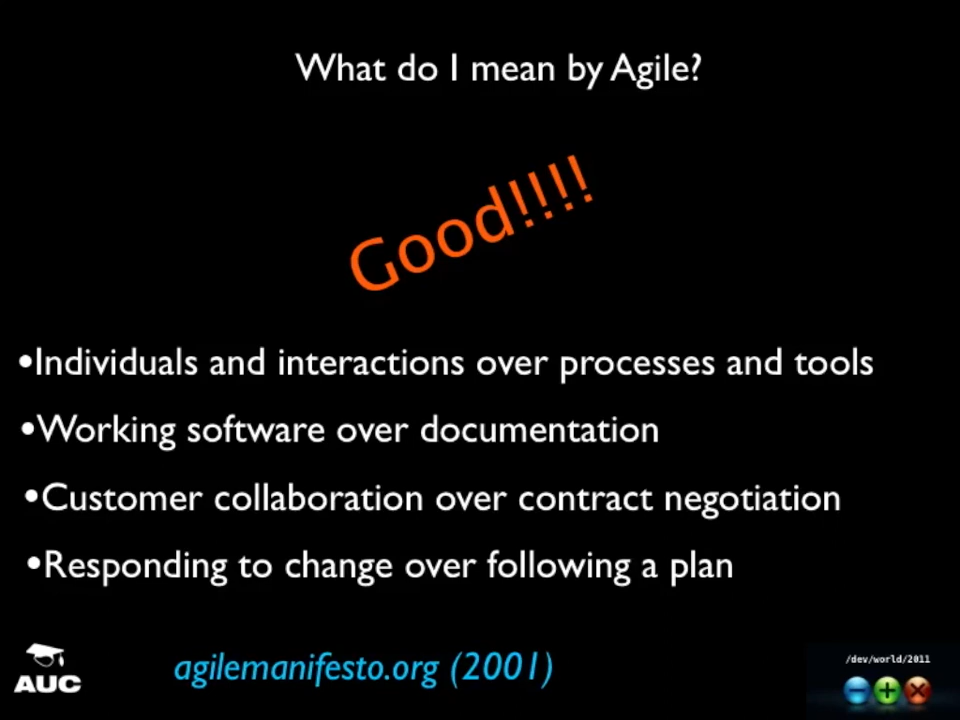 What do I mean by Agile?
Good!!!!
•Individuals and interactions over processes and tools
•Working software over documentation
•Customer collaboration over contract negotiation
•Responding to change over following a plan
agilemanifesto.org (2001)
AUC
/dev/world/2011